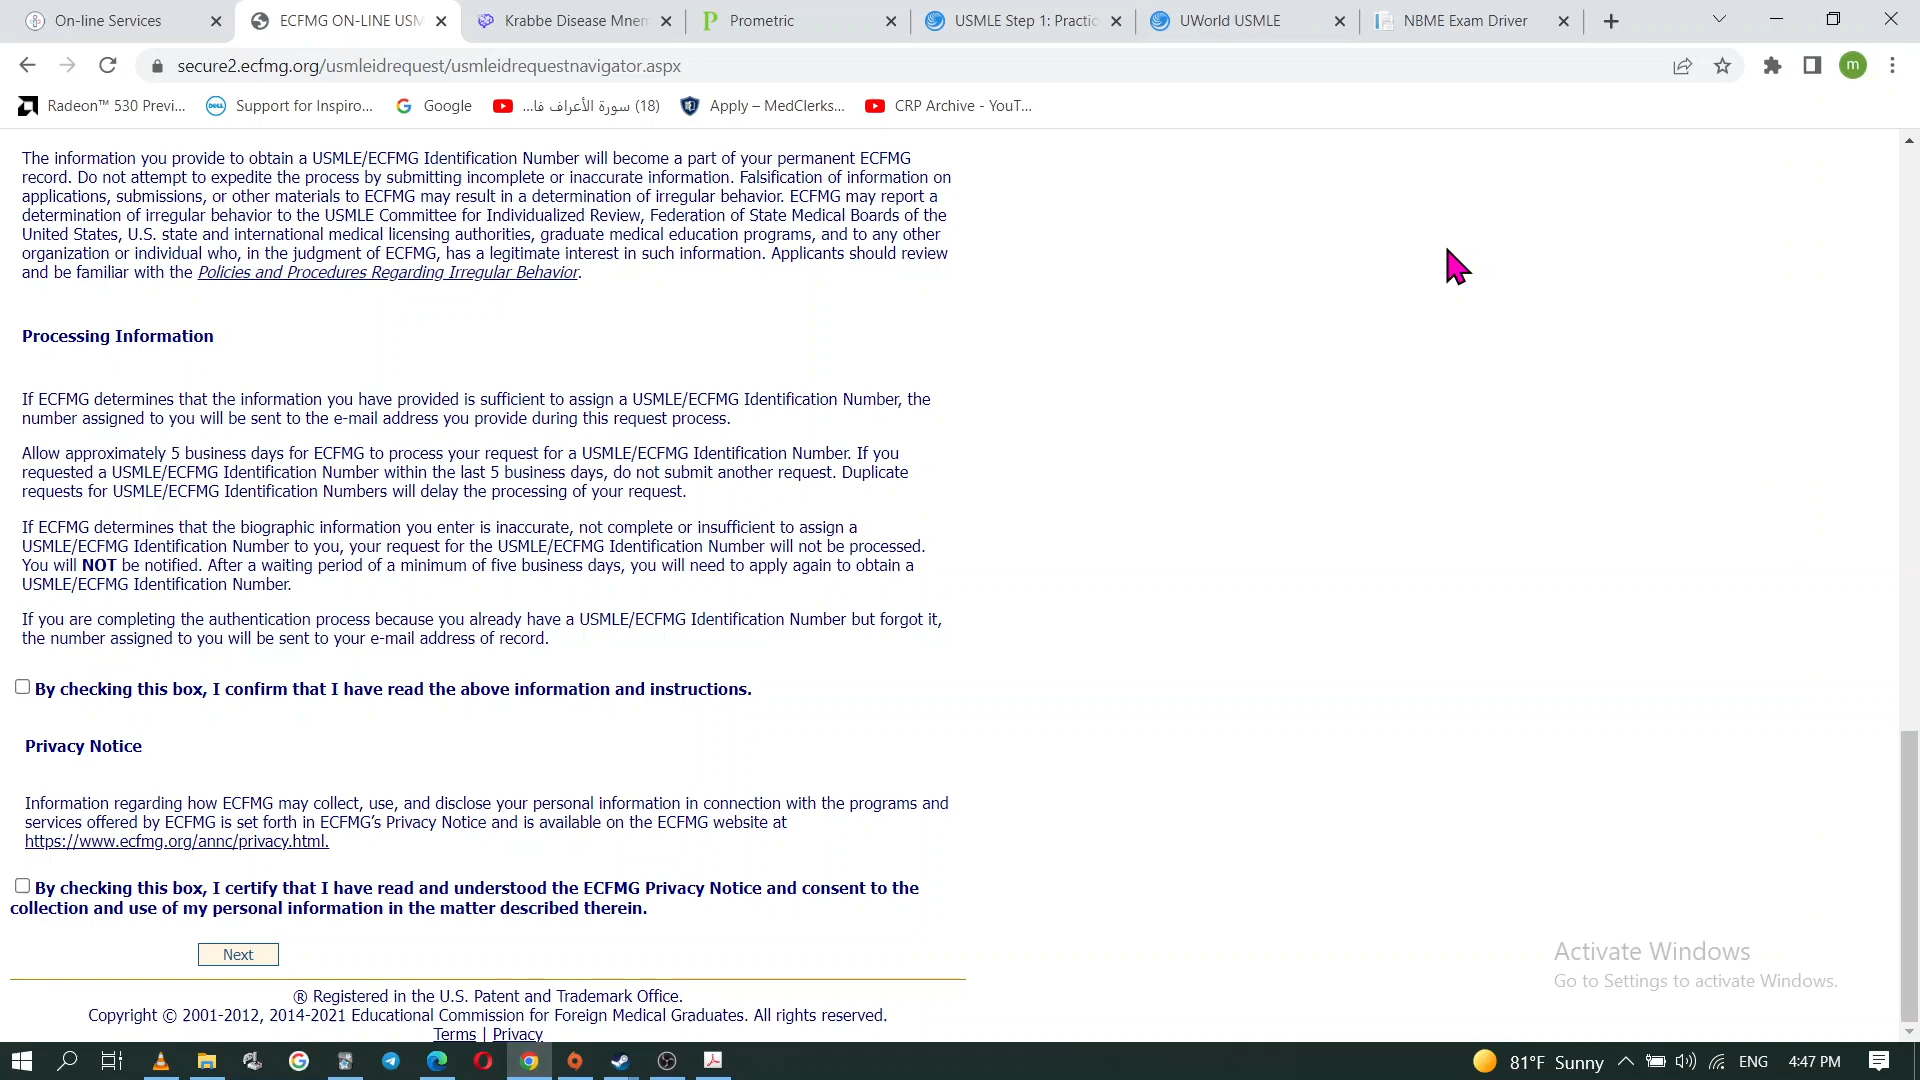 On-line Services
ECFMG ON-LINE USM
Krabbe Disease Mnem
Prometric
USMLE Step 1: Practic
UWorld USMLE
NBME Exam Driver
secure2.ecfmg.org/usmleidrequest/usmleidrequestnavigator.aspx
m
Radeon™ 530 Previ...
Support for Inspiro...
Google
(18) سورة الأعراف فا...
Apply – MedClerks...
CRP Archive - YouT...
The information you provide to obtain a USMLE/ECFMG Identification Number will become a part of your permanent ECFMG
record. Do not attempt to expedite the process by submitting incomplete or inaccurate information. Falsification of information on
applications, submissions, or other materials to ECFMG may result in a determination of irregular behavior. ECFMG may report a
determination of irregular behavior to the USMLE Committee for Individualized Review, Federation of State Medical Boards of the
United States, U.S. state and international medical licensing authorities, graduate medical education programs, and to any other
organization or individual who, in the judgment of ECFMG, has a legitimate interest in such information. Applicants should review
and be familiar with the Policies and Procedures Regarding Irregular Behavior.
Processing Information
If ECFMG determines that the information you have provided is sufficient to assign a USMLE/ECFMG Identification Number, the
number assigned to you will be sent to the e-mail address you provide during this request process.
Allow approximately 5 business days for ECFMG to process your request for a USMLE/ECFMG Identification Number. If you
requested a USMLE/ECFMG Identification Number within the last 5 business days, do not submit another request. Duplicate
requests for USMLE/ECFMG Identification Numbers will delay the processing of your request.
If ECFMG determines that the biographic information you enter is inaccurate, not complete or insufficient to assign a
USMLE/ECFMG Identification Number to you, your request for the USMLE/ECFMG Identification Number will not be processed.
You will NOT be notified. After a waiting period of a minimum of five business days, you will need to apply again to obtain a
USMLE/ECFMG Identification Number.
If you are completing the authentication process because you already have a USMLE/ECFMG Identification Number but forgot it,
the number assigned to you will be sent to your e-mail address of record.
By checking this box, I confirm that I have read the above information and instructions.
Privacy Notice
Information regarding how ECFMG may collect, use, and disclose your personal information in connection with the programs and
services offered by ECFMG is set forth in ECFMG’s Privacy Notice and is available on the ECFMG website at
https://www.ecfmg.org/annc/privacy.html.
By checking this box, I certify that I have read and understood the ECFMG Privacy Notice and consent to the
collection and use of my personal information in the matter described therein.
Next
Activate Windows
Go to Settings to activate Windows.
® Registered in the U.S. Patent and Trademark Office.
Copyright © 2001-2012, 2014-2021 Educational Commission for Foreign Medical Graduates. All rights reserved.
Terms | Privacy
81°F Sunny
ENG
4:47 PM